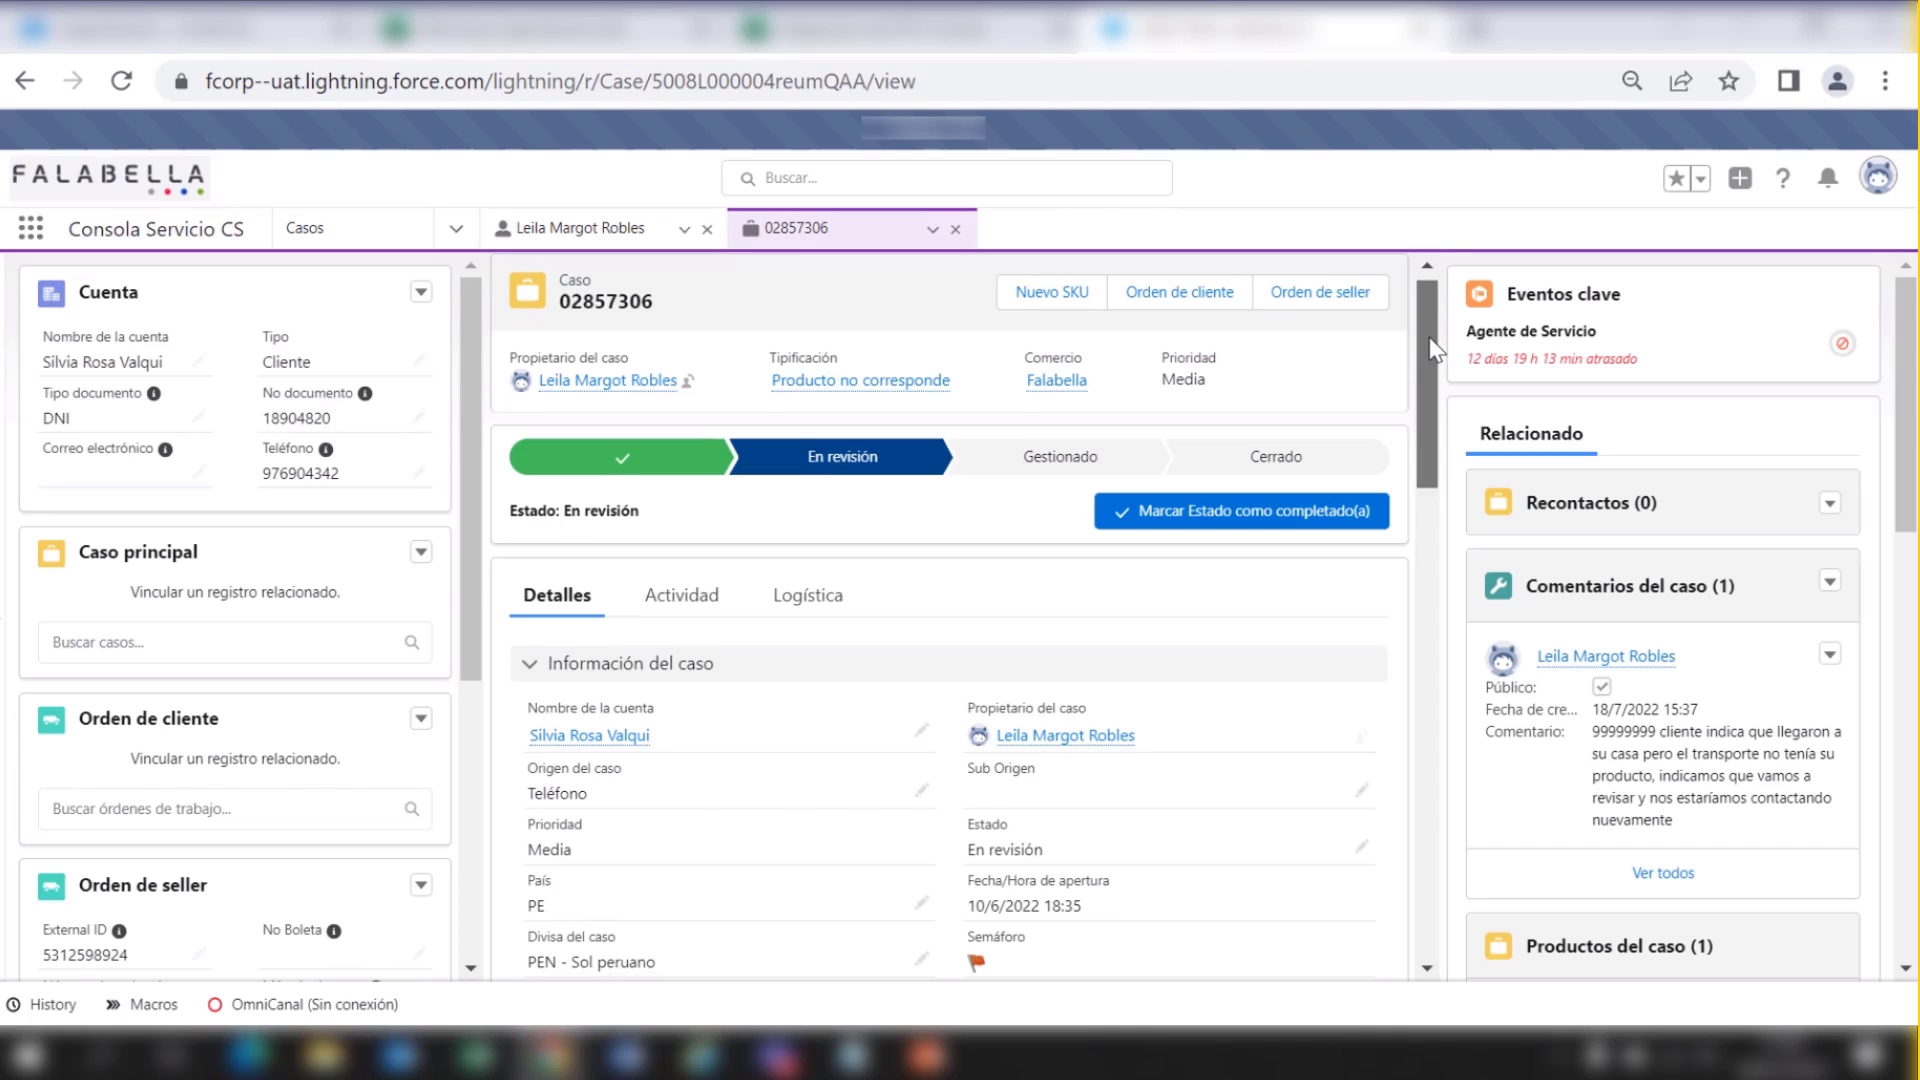 fcorp--uat.lightning.force.com/lightning/r/Case/5008L000004reumQAA/view
FALABELLA
Buscar...
Consola Servicio CS
Casos
Leila Margot Robles
02857306
Cuenta
Nombre de la cuenta
Tipo
Silvia Rosa Valqui
Cliente
Tipo documento
No documento
DNI
18904820
Correo electrónico
Teléfono
976904342
Caso principal
Vincular un registro relacionado.
Buscar casos...
Orden de cliente
Vincular un registro relacionado.
Buscar órdenes de trabajo...
Orden de seller
External ID
No Boleta
5312598924
Caso
02857306
Nuevo SKU
Orden de cliente
Orden de seller
Propietario del caso
Tipificación
Comercio
Prioridad
Leila Margot Robles
Producto no corresponde
Falabella
Media
En revisión
Gestionado
Cerrado
Estado: En revisión
Marcar Estado como completado(a)
Detalles
Actividad
Logística
Información del caso
Nombre de la cuenta
Propietario del caso
Silvia Rosa Valqui
Leila Margot Robles
Origen del caso
Sub Origen
Teléfono
Prioridad
Estado
Media
En revisión
País
Fecha/Hora de apertura
PE
10/6/2022 18:35
Divisa del caso
Semáforo
PEN - Sol peruano
Eventos clave
Agente de Servicio
12 días 19 h 13 min atrasado
Relacionado
Recontactos (0)
Comentarios del caso (1)
Leila Margot Robles
Público:
Fecha de cre... 18/7/2022 15:37
Comentario: 99999999 cliente indica que llegaron a
su casa pero el transporte no tenía su
producto, indicamos que vamos a
revisar y nos estaríamos contactando
nuevamente
Ver todos
Productos del caso (1)
History
Macros
OmniCanal (Sin conexión)